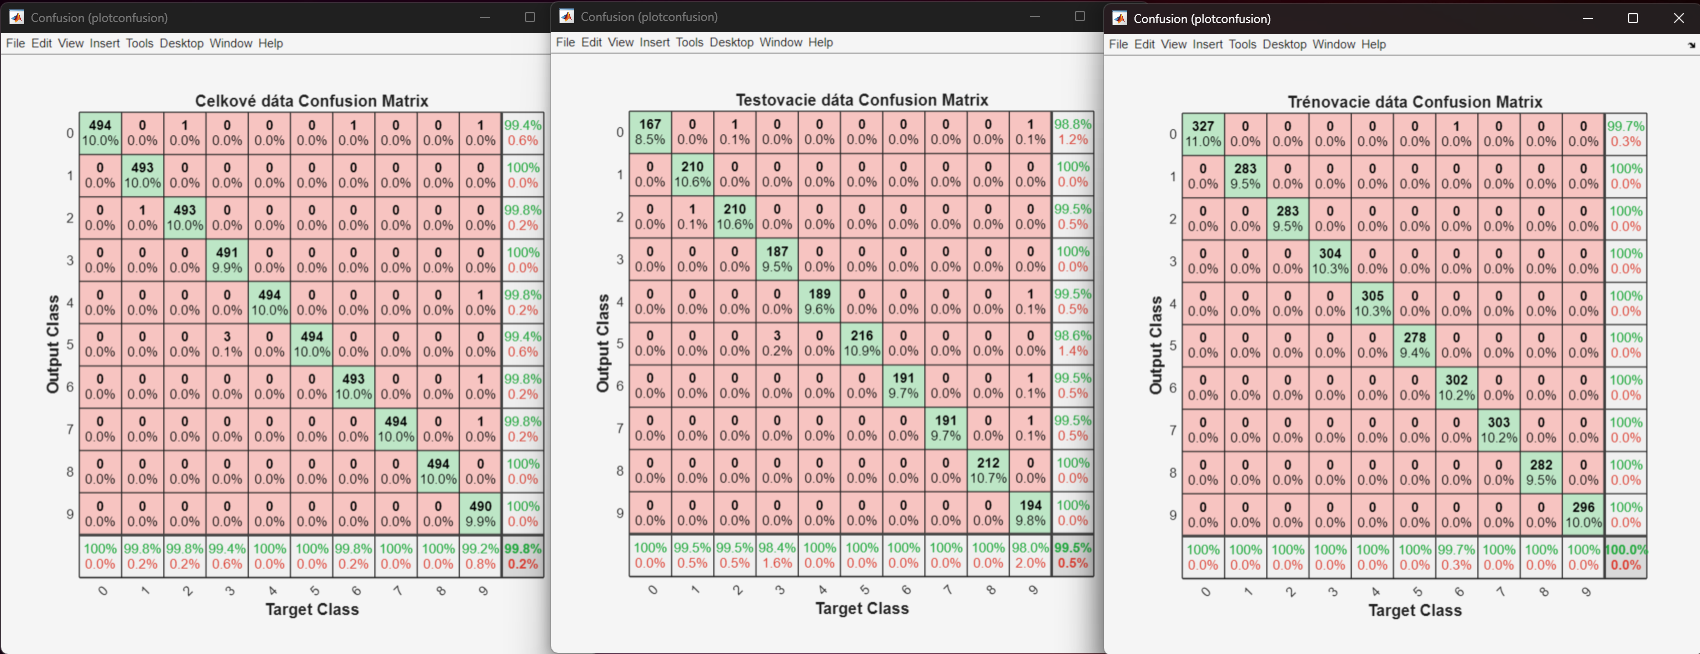 Confusion (plotconfusion)
File Edit View Insert Tools Desktop Window Help
Celkové dáta Confusion Matrix
0 494 0 1 0 0 0 1 0 0 1 99.4%
10.0% 0.0% 0.0% 0.0% 0.0% 0.0% 0.0% 0.0% 0.0% 0.0% 0.6%
1 0 493 0 0 0 0 0 0 0 0 100%
0.0% 10.0% 0.0% 0.0% 0.0% 0.0% 0.0% 0.0% 0.0% 0.0% 0.0%
2 0 1 493 0 0 0 0 0 0 0 99.8%
0.0% 0.0% 10.0% 0.0% 0.0% 0.0% 0.0% 0.0% 0.0% 0.0% 0.2%
3 0 0 0 491 0 0 0 0 0 0 100%
0.0% 0.0% 0.0% 9.9% 0.0% 0.0% 0.0% 0.0% 0.0% 0.0% 0.0%
4 0 0 0 0 494 0 0 0 0 1 99.8%
0.0% 0.0% 0.0% 0.0% 10.0% 0.0% 0.0% 0.0% 0.0% 0.0% 0.2%
5 0 0 0 3 0 494 0 0 0 0 99.4%
0.0% 0.0% 0.0% 0.1% 0.0% 10.0% 0.0% 0.0% 0.0% 0.0% 0.6%
6 0 0 0 0 0 0 493 0 0 1 99.8%
0.0% 0.0% 0.0% 0.0% 0.0% 0.0% 10.0% 0.0% 0.0% 0.0% 0.2%
7 0 0 0 0 0 0 0 494 0 1 99.8%
0.0% 0.0% 0.0% 0.0% 0.0% 0.0% 0.0% 10.0% 0.0% 0.0% 0.2%
8 0 0 0 0 0 0 0 0 494 0 100%
0.0% 0.0% 0.0% 0.0% 0.0% 0.0% 0.0% 0.0% 10.0% 0.0% 0.0%
9 0 0 0 0 0 0 0 0 0 490 100%
0.0% 0.0% 0.0% 0.0% 0.0% 0.0% 0.0% 0.0% 0.0% 9.9% 0.0%
100% 99.8% 99.8% 99.4% 100% 100% 99.8% 100% 100% 99.2% 99.8%
0.0% 0.2% 0.2% 0.6% 0.0% 0.0% 0.2% 0.0% 0.0% 0.8% 0.2%
0 1 2 3 4 5 6 7 8 9
Target Class
Output Class
Confusion (plotconfusion)
File Edit View Insert Tools Desktop Window Help
Testovacie dáta Confusion Matrix
0 167 0 1 0 0 0 0 0 0 1 98.8%
8.5% 0.0% 0.1% 0.0% 0.0% 0.0% 0.0% 0.0% 0.0% 0.1% 1.2%
1 0 210 0 0 0 0 0 0 0 0 100%
0.0% 10.6% 0.0% 0.0% 0.0% 0.0% 0.0% 0.0% 0.0% 0.0% 0.0%
2 0 1 210 0 0 0 0 0 0 0 99.5%
0.0% 0.1% 10.6% 0.0% 0.0% 0.0% 0.0% 0.0% 0.0% 0.0% 0.5%
3 0 0 0 187 0 0 0 0 0 0 100%
0.0% 0.0% 0.0% 9.5% 0.0% 0.0% 0.0% 0.0% 0.0% 0.0% 0.0%
4 0 0 0 0 189 0 0 0 0 1 99.5%
0.0% 0.0% 0.0% 0.0% 9.6% 0.0% 0.0% 0.0% 0.0% 0.1% 0.5%
5 0 0 0 3 0 216 0 0 0 0 98.6%
0.0% 0.0% 0.0% 0.2% 0.0% 10.9% 0.0% 0.0% 0.0% 0.0% 1.4%
6 0 0 0 0 0 0 191 0 0 1 99.5%
0.0% 0.0% 0.0% 0.0% 0.0% 0.0% 9.7% 0.0% 0.0% 0.1% 0.5%
7 0 0 0 0 0 0 0 191 0 1 99.5%
0.0% 0.0% 0.0% 0.0% 0.0% 0.0% 0.0% 9.7% 0.0% 0.1% 0.5%
8 0 0 0 0 0 0 0 0 212 0 100%
0.0% 0.0% 0.0% 0.0% 0.0% 0.0% 0.0% 0.0% 10.7% 0.0% 0.0%
9 0 0 0 0 0 0 0 0 0 194 100%
0.0% 0.0% 0.0% 0.0% 0.0% 0.0% 0.0% 0.0% 0.0% 9.8% 0.0%
100% 99.5% 99.5% 98.4% 100% 100% 100% 100% 100% 98.0% 99.5%
0.0% 0.5% 0.5% 1.6% 0.0% 0.0% 0.0% 0.0% 0.0% 2.0% 0.5%
0 1 2 3 4 5 6 7 8 9
Target Class
Output Class
Confusion (plotconfusion)
File Edit View Insert Tools Desktop Window Help
Trénovacie dáta Confusion Matrix
0 327 0 0 0 0 0 1 0 0 0 99.7%
11.0% 0.0% 0.0% 0.0% 0.0% 0.0% 0.0% 0.0% 0.0% 0.0% 0.3%
1 0 283 0 0 0 0 0 0 0 0 100%
0.0% 9.5% 0.0% 0.0% 0.0% 0.0% 0.0% 0.0% 0.0% 0.0% 0.0%
2 0 0 283 0 0 0 0 0 0 0 100%
0.0% 0.0% 9.5% 0.0% 0.0% 0.0% 0.0% 0.0% 0.0% 0.0% 0.0%
3 0 0 0 304 0 0 0 0 0 0 100%
0.0% 0.0% 0.0% 10.3% 0.0% 0.0% 0.0% 0.0% 0.0% 0.0% 0.0%
4 0 0 0 0 305 0 0 0 0 0 100%
0.0% 0.0% 0.0% 0.0% 10.3% 0.0% 0.0% 0.0% 0.0% 0.0% 0.0%
5 0 0 0 0 0 278 0 0 0 0 100%
0.0% 0.0% 0.0% 0.0% 0.0% 9.4% 0.0% 0.0% 0.0% 0.0% 0.0%
6 0 0 0 0 0 0 302 0 0 0 100%
0.0% 0.0% 0.0% 0.0% 0.0% 0.0% 10.2% 0.0% 0.0% 0.0% 0.0%
7 0 0 0 0 0 0 0 303 0 0 100%
0.0% 0.0% 0.0% 0.0% 0.0% 0.0% 0.0% 10.2% 0.0% 0.0% 0.0%
8 0 0 0 0 0 0 0 0 282 0 100%
0.0% 0.0% 0.0% 0.0% 0.0% 0.0% 0.0% 0.0% 9.5% 0.0% 0.0%
9 0 0 0 0 0 0 0 0 0 296 100%
0.0% 0.0% 0.0% 0.0% 0.0% 0.0% 0.0% 0.0% 0.0% 10.0% 0.0%
100% 100% 100% 100% 100% 100% 99.7% 100% 100% 100% 100.0%
0.0% 0.0% 0.0% 0.0% 0.0% 0.0% 0.3% 0.0% 0.0% 0.0% 0.0%
0 1 2 3 4 5 6 7 8 9
Target Class
Output Class